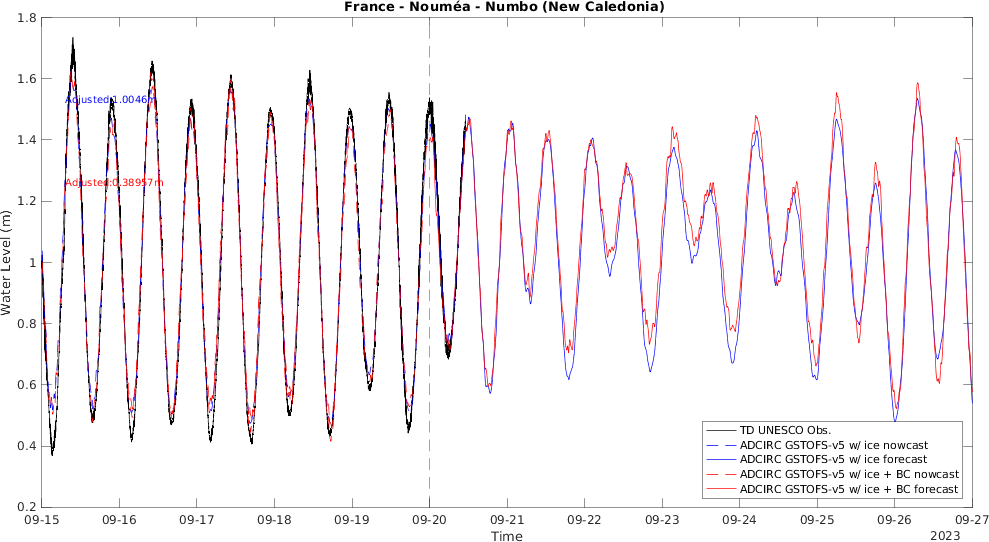 France - Nouméa - Numbo (New Caledonia)
1.8
1.6
1.4
1.2
1
0.8
0.6
0.4
0.2
Water Level (m)
Adjusted:1.0046m
Adjusted:0.38957m
TD UNESCO Obs.
ADCIRC GSTOFS-v5 w/ ice nowcast
ADCIRC GSTOFS-v5 w/ ice forecast
ADCIRC GSTOFS-v5 w/ ice + BC nowcast
ADCIRC GSTOFS-v5 w/ ice + BC forecast
09-15 09-16 09-17 09-18 09-19 09-20 09-21 09-22 09-23 09-24 09-25 09-26 09-27
Time
2023